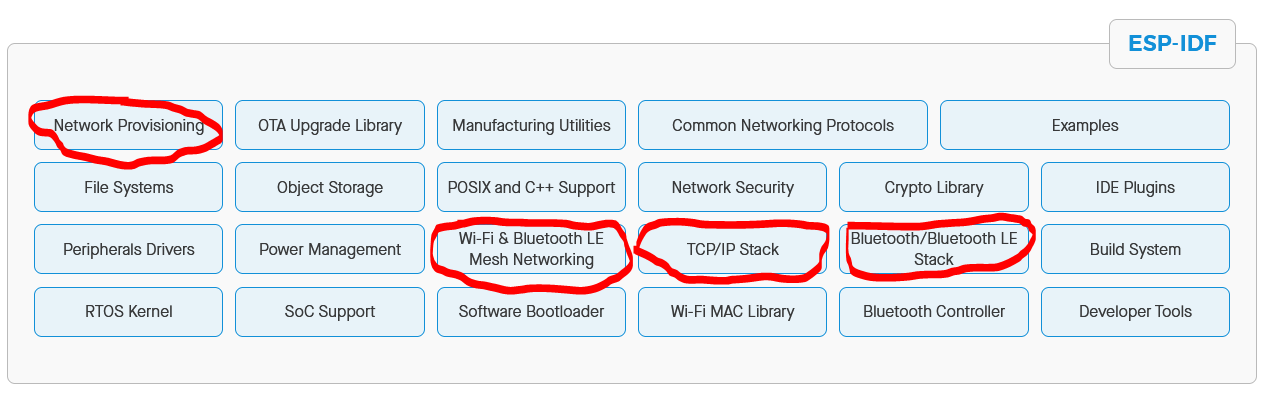 ESP-IDF
Network Provisioning
OTA Upgrade Library
Manufacturing Utilities
Common Networking Protocols
Examples
File Systems
Object Storage
POSIX and C++ Support
Network Security
Crypto Library
IDE Plugins
Peripherals Drivers
Power Management
Wi-Fi & Bluetooth LE
Mesh Networking
TCP/IP Stack
Bluetooth/Bluetooth LE
Stack
Build System
RTOS Kernel
SoC Support
Software Bootloader
Wi-Fi MAC Library
Bluetooth Controller
Developer Tools